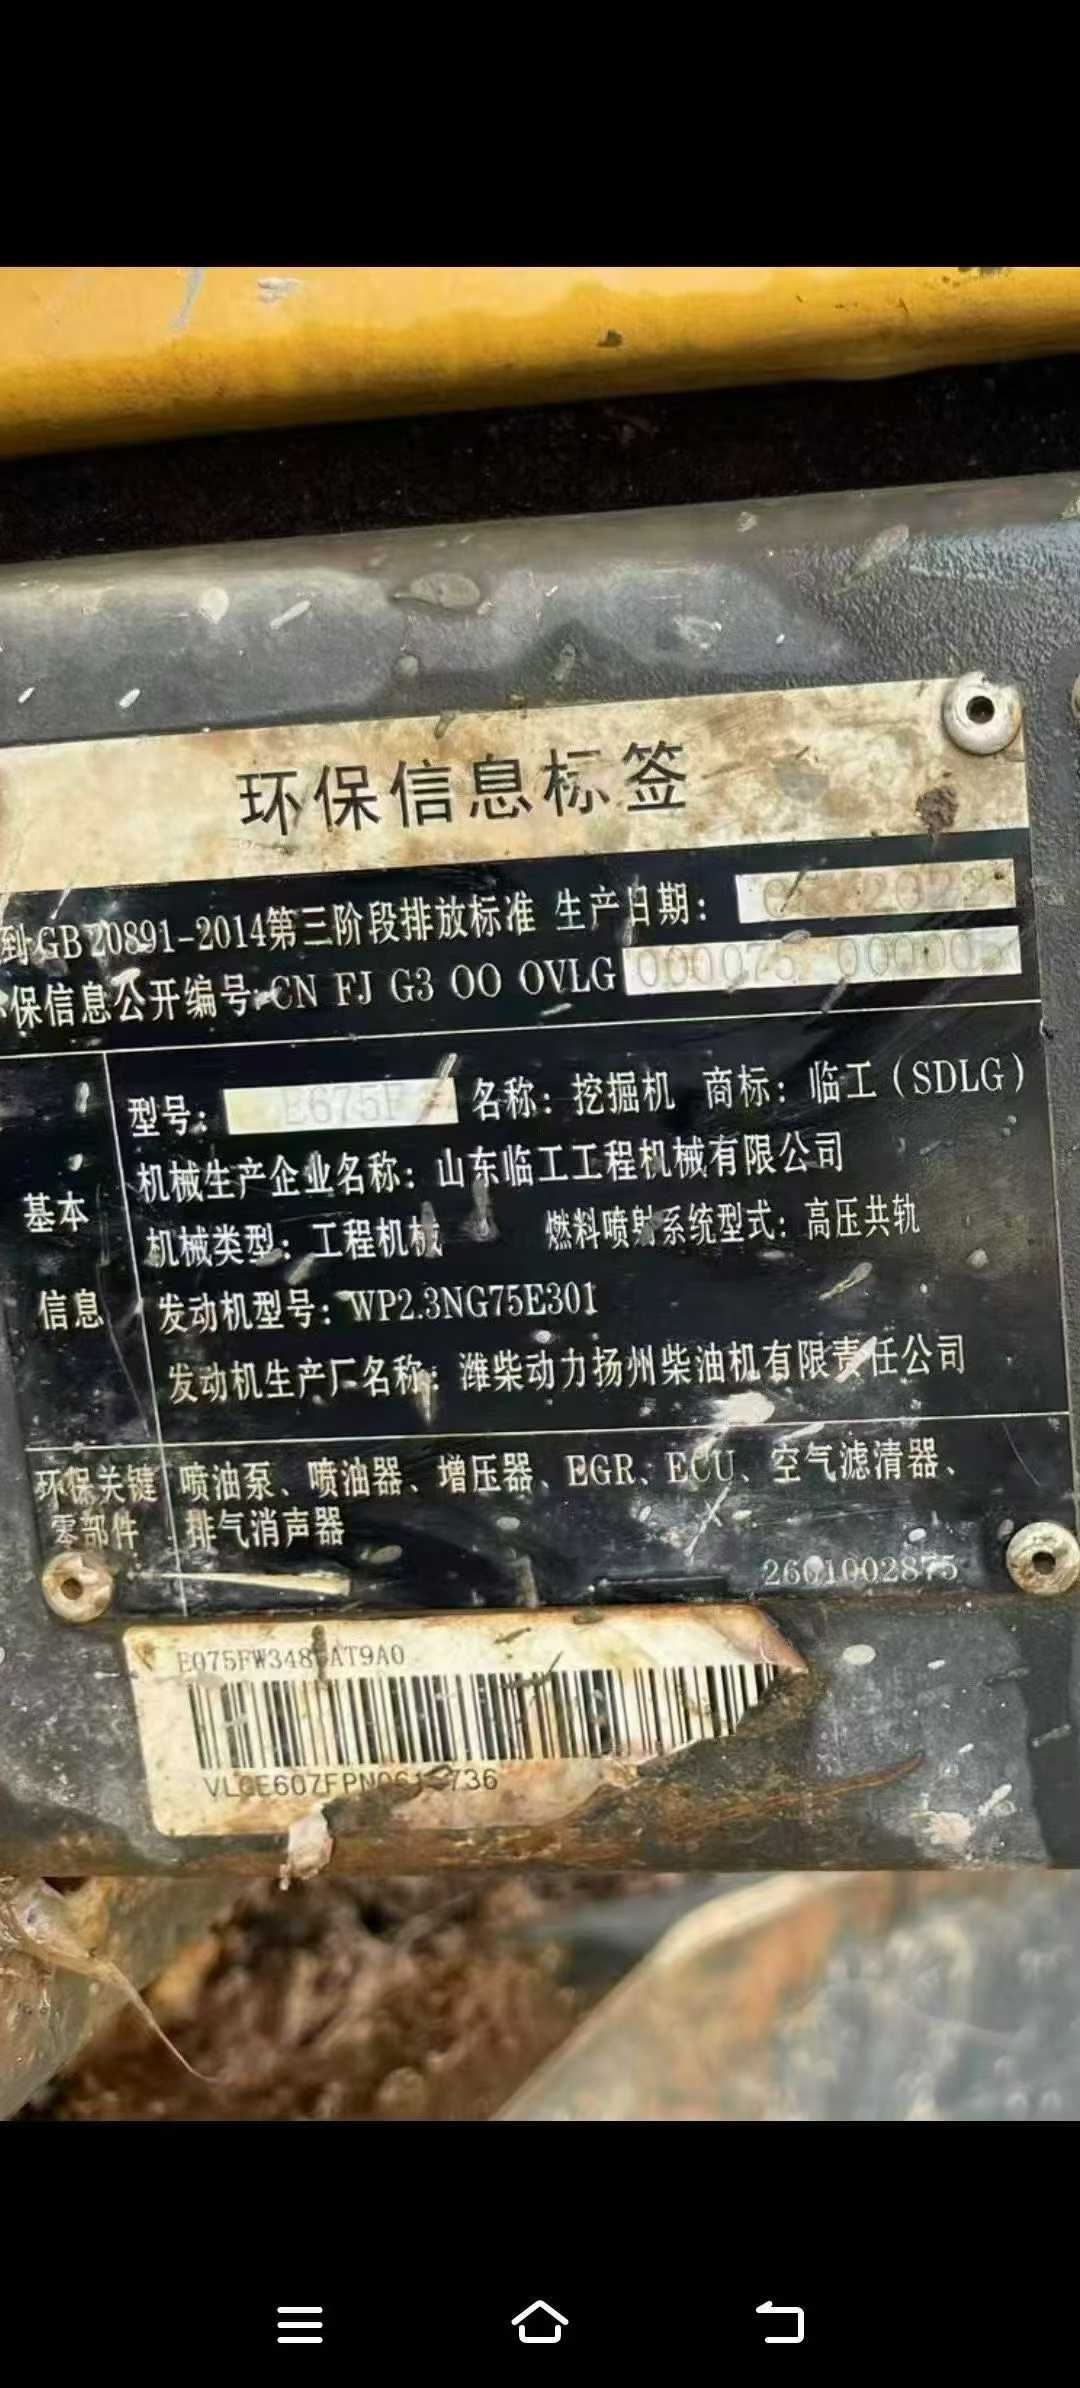 环保信息标签
到GB 20891-2014第三阶段排放标准 生产日期: 2022
保信息公开编号: CN FJ G3 OO OVLG 000075 000005
型号: E675F 名称: 挖掘机 商标: 临工(SDLG)
机械生产企业名称: 山东临工工程机械有限公司
基本
信息
机械类型: 工程机械 燃料喷射系统型式: 高压共轨
发动机型号: WP2.3NG75E301
发动机生产厂名称: 潍柴动力扬州柴油机有限责任公司
环保关键
零部件
喷油泵、喷油器、增压器、EGR、ECU、空气滤清器、
排气消声器
2601002875